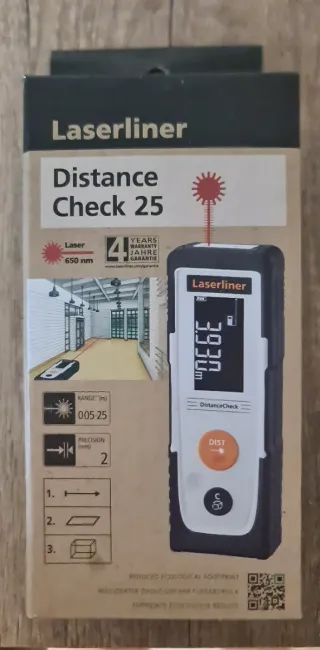 Laserliner
Distance
Check 25
Laser
650 nm
4 YEARS
WARRANTY
JAHRE
GARANTIE
Laserliner
DistanceCheck
DIST
C
RANGE (m)
0.05-25
PRECISION
(mm)
2
1.
2.
3.